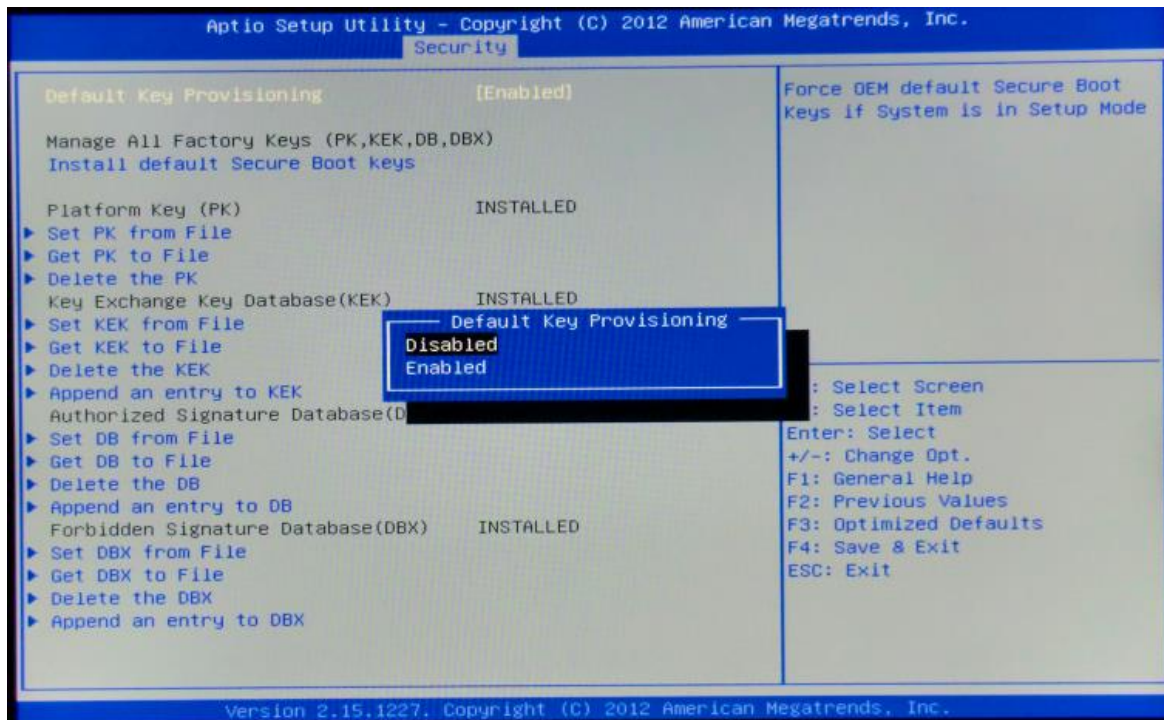 Aptio Setup Utility - Copyright (C) 2012 American Megatrends, Inc.
Security
Default Key Provisioning [Enabled]
Manage All Factory Keys (PK,KEK,DB,DBX)
Install default Secure Boot keys
Platform Key (PK) INSTALLED
Set PK from File
Get PK to File
Delete the PK
Key Exchange Key Database(KEK) INSTALLED
Set KEK from File
Get KEK to File
Delete the KEK
Append an entry to KEK
Authorized Signature Database(D
Set DB from File
Get DB to File
Delete the DB
Append an entry to DB
Forbidden Signature Database(DBX) INSTALLED
Set DBX from File
Get DBX to File
Delete the DBX
Append an entry to DBX
Default Key Provisioning
Disabled
Enabled
Force OEM default Secure Boot
Keys if System is in Setup Mode
: Select Screen
: Select Item
Enter: Select
+/-: Change Opt.
F1: General Help
F2: Previous Values
F3: Optimized Defaults
F4: Save & Exit
ESC: Exit
Version 2.15.1227. Copyright (C) 2012 American Megatrends, Inc.